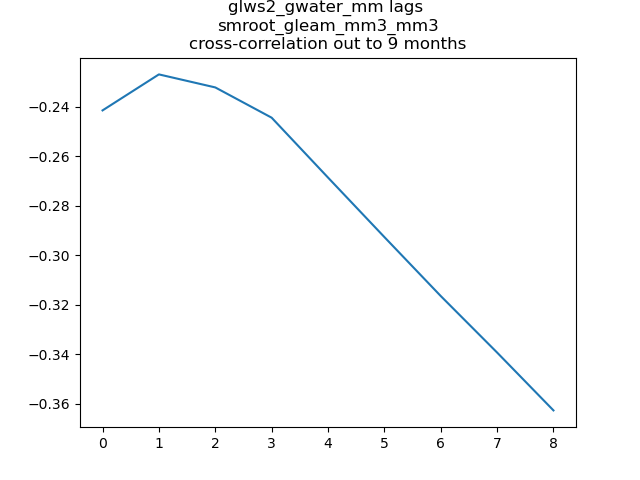 glws2_gwater_mm lags
smroot_gleam_mm3_mm3
cross-correlation out to 9 months
−0.24
−0.26
−0.28
−0.30
−0.32
−0.34
−0.36
0 1 2 3 4 5 6 7 8